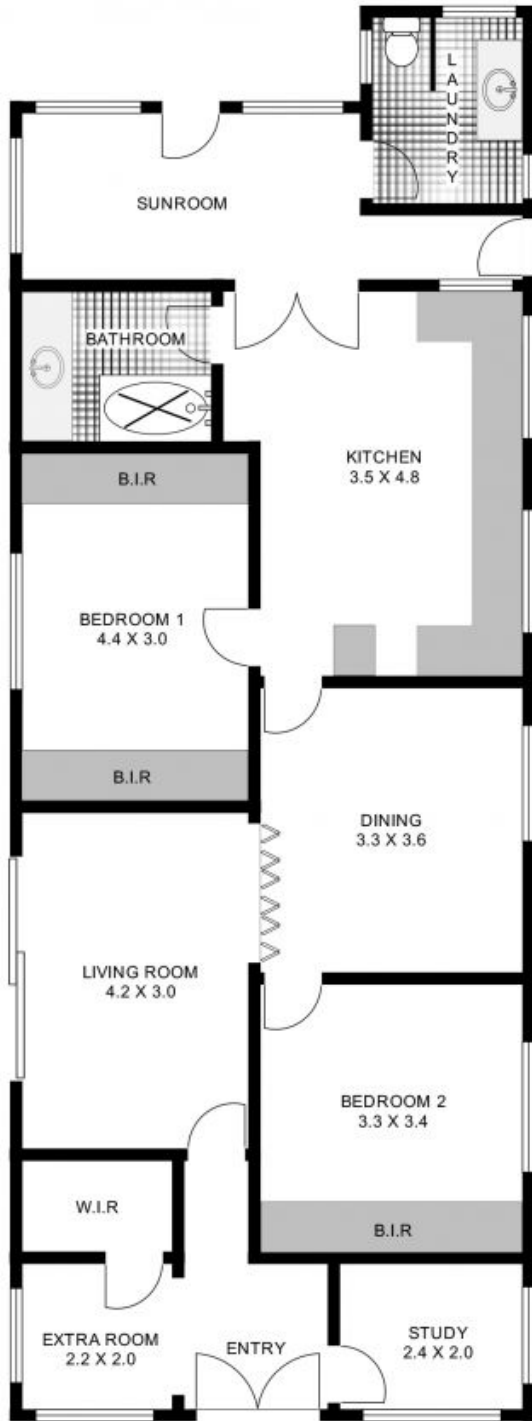 LAUNDRY
SUNROOM
BATHROOM
KITCHEN
3.5 X 4.8
B.I.R
BEDROOM 1
4.4 X 3.0
B.I.R
DINING
3.3 X 3.6
LIVING ROOM
4.2 X 3.0
BEDROOM 2
3.3 X 3.4
W.I.R
B.I.R
EXTRA ROOM
2.2 X 2.0
ENTRY
STUDY
2.4 X 2.0